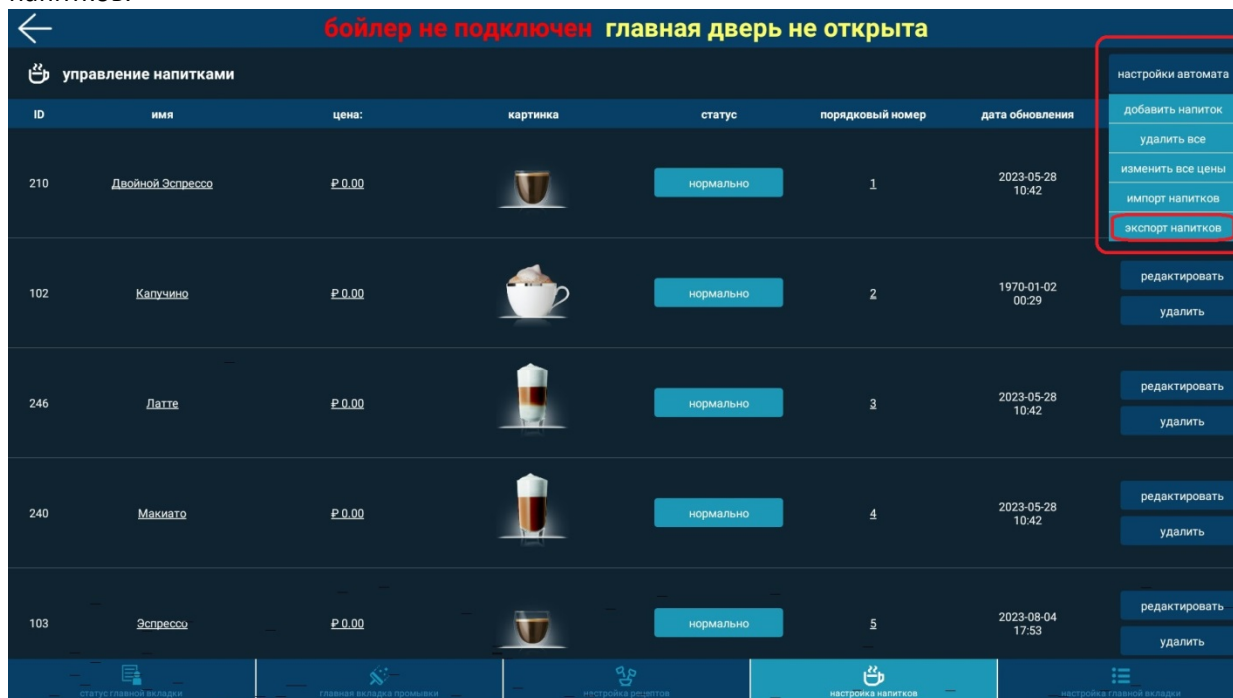 бойлер не подключен главная дверь не открыта
управление напитками
настройки автомата
ID имя цена: картинка статус порядковый номер дата обновления
добавить напиток
удалить все
изменить все цены
импорт напитков
экспорт напитков
210 Двойной Эспрессо ₽ 0.00 нормально 1 2023-05-28
10:42
102 Капучино ₽ 0.00 нормально 2 1970-01-02
00:29
редактировать
удалить
246 Латте ₽ 0.00 нормально 3 2023-05-28
10:42
редактировать
удалить
240 Макиато ₽ 0.00 нормально 4 2023-05-28
10:42
редактировать
удалить
103 Эспрессо ₽ 0.00 нормально 5 2023-08-04
17:53
редактировать
удалить
статус главной вкладки главная вкладка промывки настройка рецептов настройка напитков настройка главной вкладки